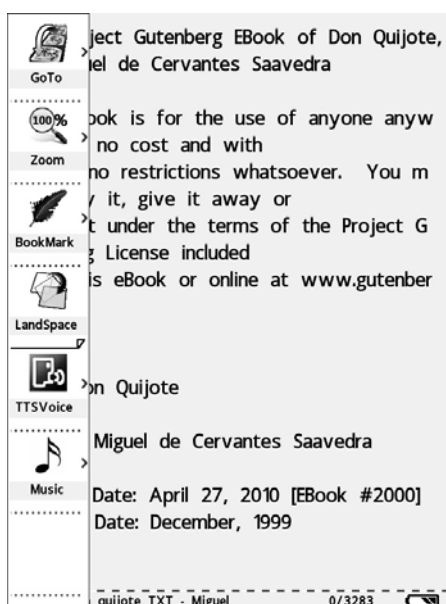 GoTo
100%
Zoom
BookMark
LandSpace
TTSVoice
Music
ject Gutenberg EBook of Don Quijote,
el de Cervantes Saavedra
ook is for the use of anyone anyw
no cost and with
no restrictions whatsoever. You m
it, give it away or
t under the terms of the Project G
License included
is eBook or online at www.gutenber
on Quijote
Miguel de Cervantes Saavedra
Date: April 27, 2010 [EBook #2000]
Date: December, 1999
quijote TXT - Miguel 0/3283